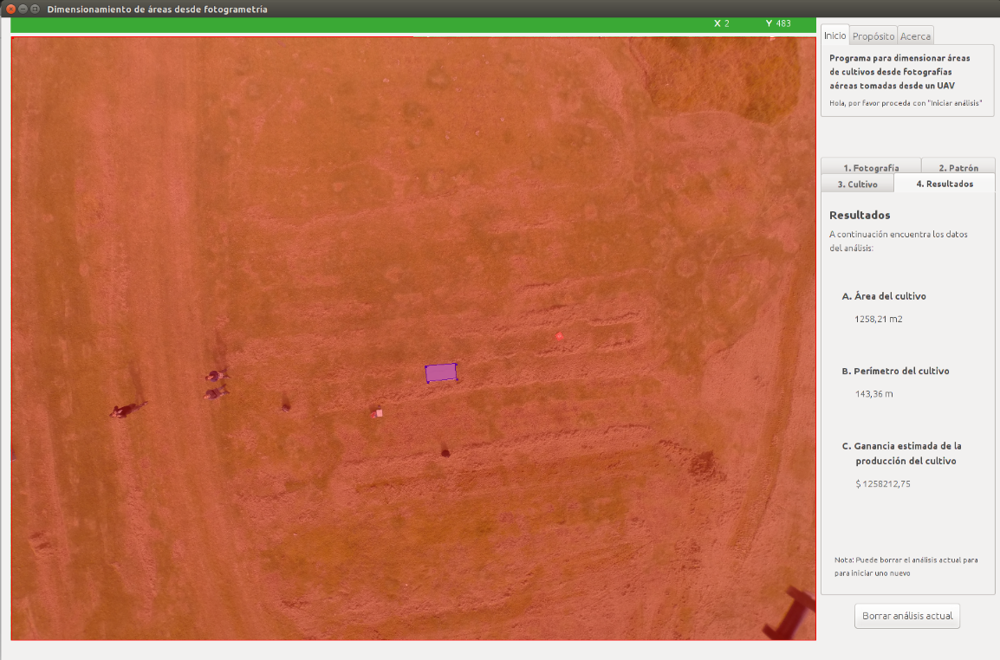 Dimensionamiento de áreas desde fotogrametría
X 2 Y 483
Inicio Propósito Acerca
Programa para dimensionar áreas
de cultivos desde fotografías
aéreas tomadas desde un UAV
Hola, por favor proceda con "Iniciar análisis"
1. Fotografía 2. Patrón
3. Cultivo 4. Resultados
Resultados
A continuación encuentra los datos
del análisis:
A. Área del cultivo
1258,21 m2
B. Perímetro del cultivo
143,36 m
C. Ganancia estimada de la
producción del cultivo
$ 1258212,75
Nota: Puede borrar el análisis actual para
para iniciar uno nuevo
Borrar análisis actual